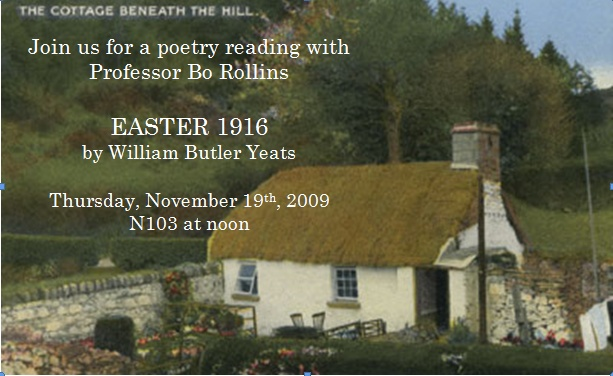 THE COTTAGE BENEATH THE HILL.
Join us for a poetry reading with
Professor Bo Rollins
EASTER 1916
by William Butler Yeats
Thursday, November 19th, 2009
N103 at noon